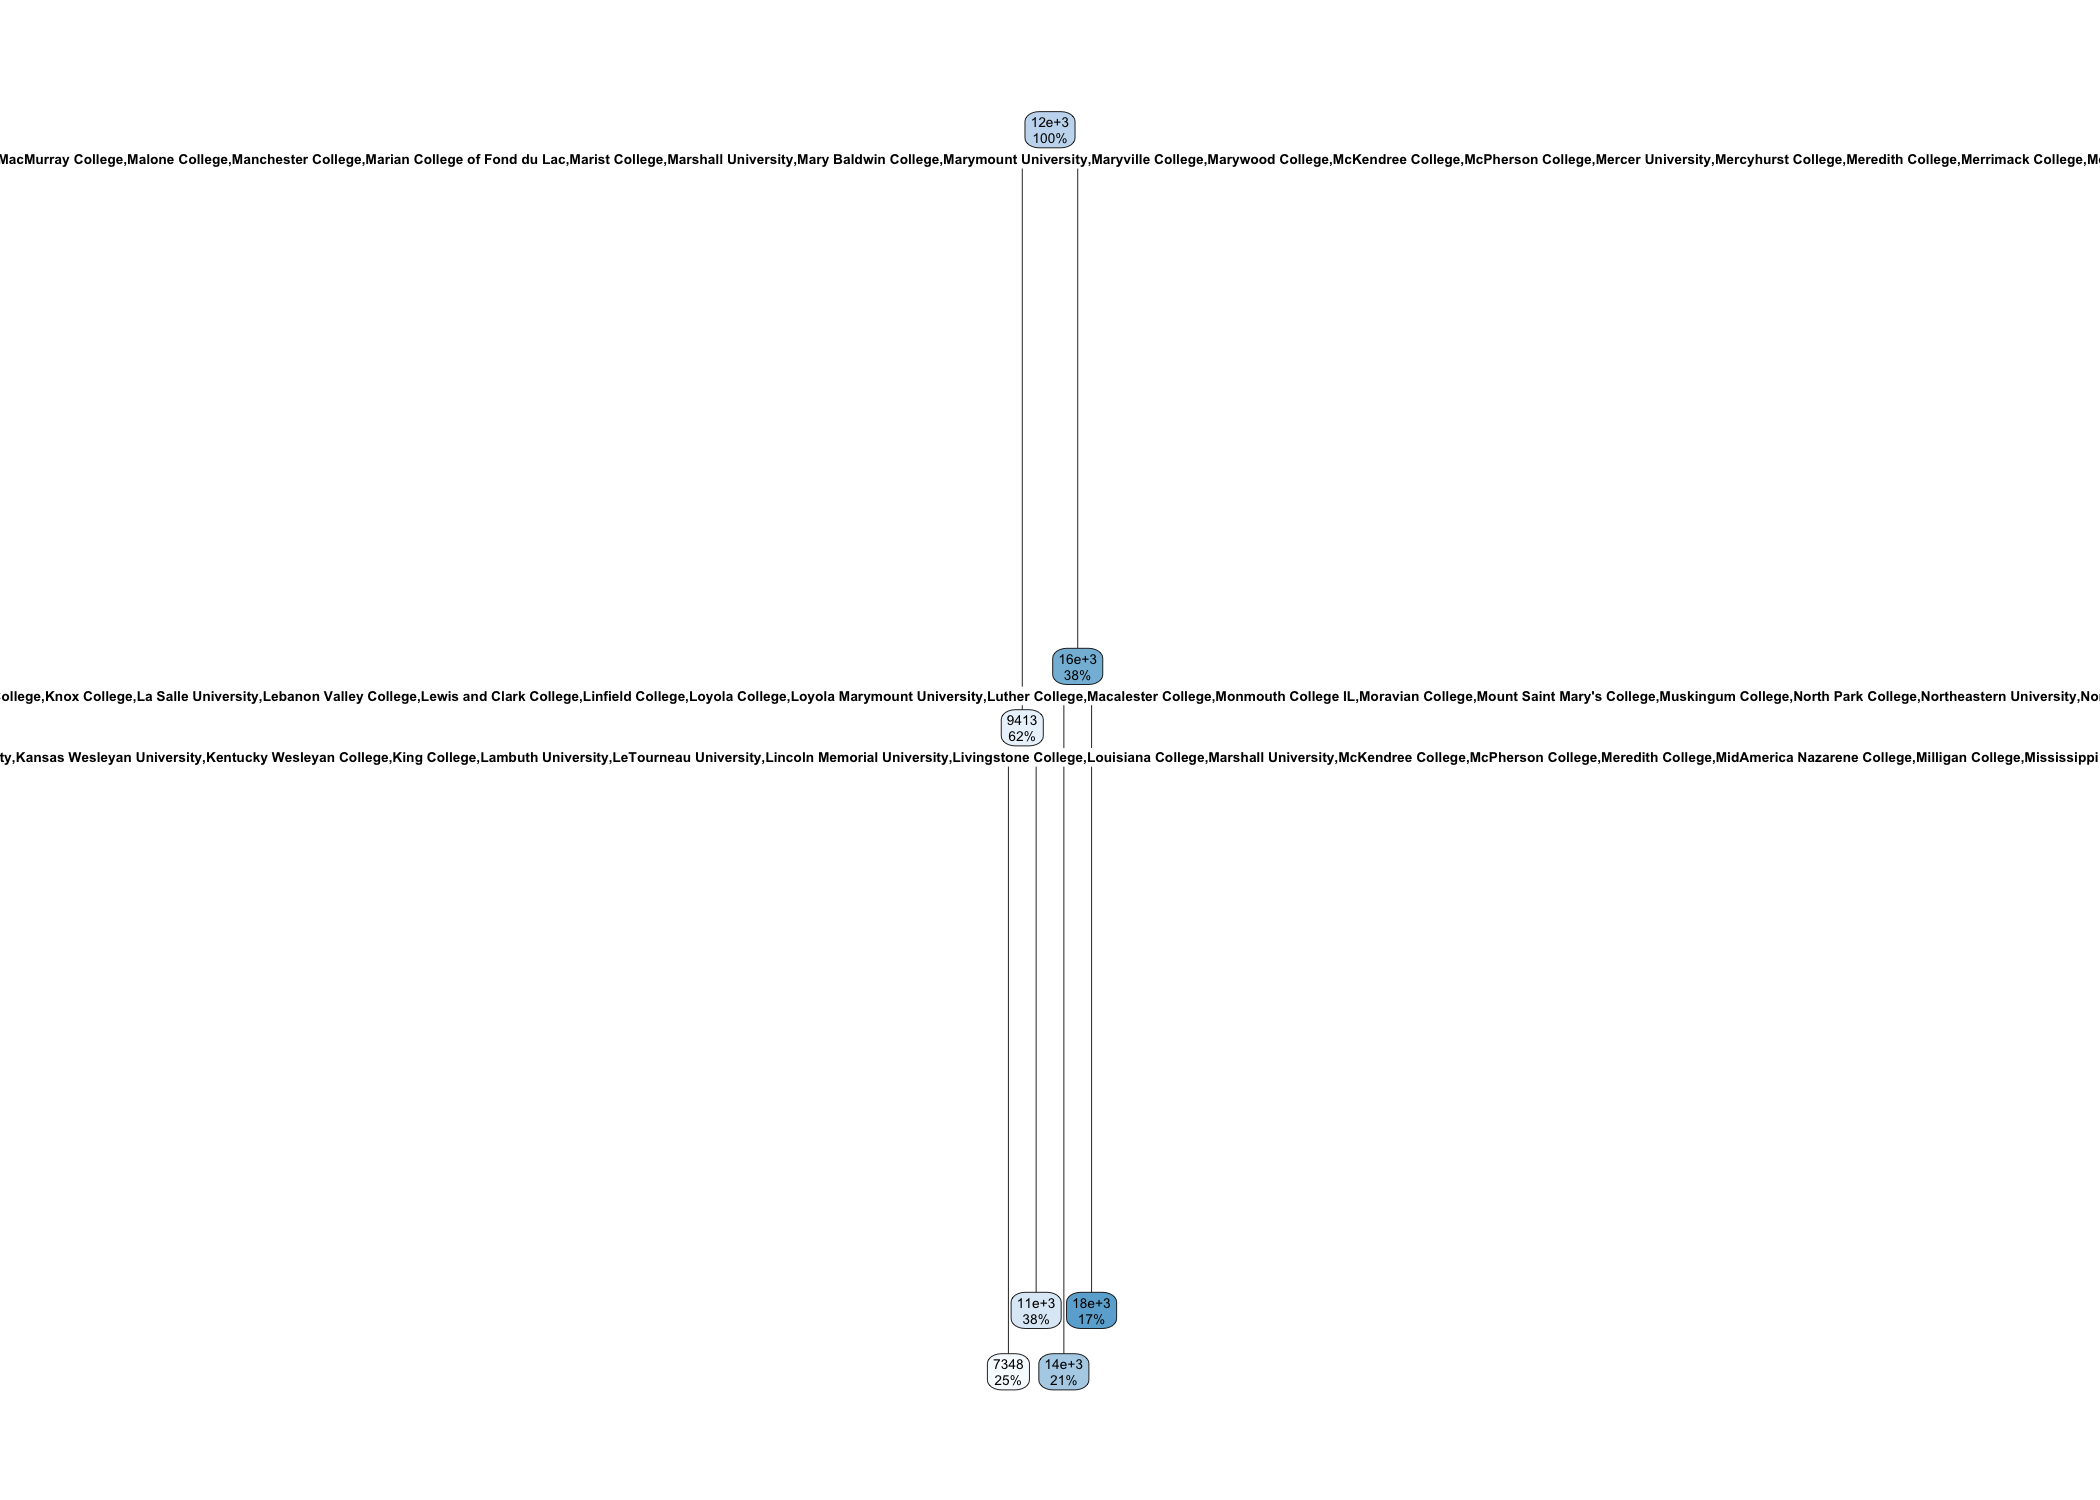 12e+3
100%
MacMurray College,Malone College,Manchester College,Marian College of Fond du Lac,Marist College,Marshall University,Mary Baldwin College,Marymount University,Maryville College,Marywood College,McKendree College,McPherson College,Mercer University,Mercyhurst College,Meredith College,Merrimack College,
16e+3
38%
ollege,Knox College,La Salle University,Lebanon Valley College,Lewis and Clark College,Linfield College,Loyola College,Loyola Marymount University,Luther College,Macalester College,Monmouth College IL,Moravian College,Mount Saint Mary's College,Muskingum College,North Park College,Northeastern University,
9413
62%
ty,Kansas Wesleyan University,Kentucky Wesleyan College,King College,Lambuth University,LeTourneau University,Lincoln Memorial University,Livingstone College,Louisiana College,Marshall University,McKendree College,McPherson College,Meredith College,MidAmerica Nazarene College,Milligan College,Mississippi
11e+3
38%
18e+3
17%
7348
25%
14e+3
21%